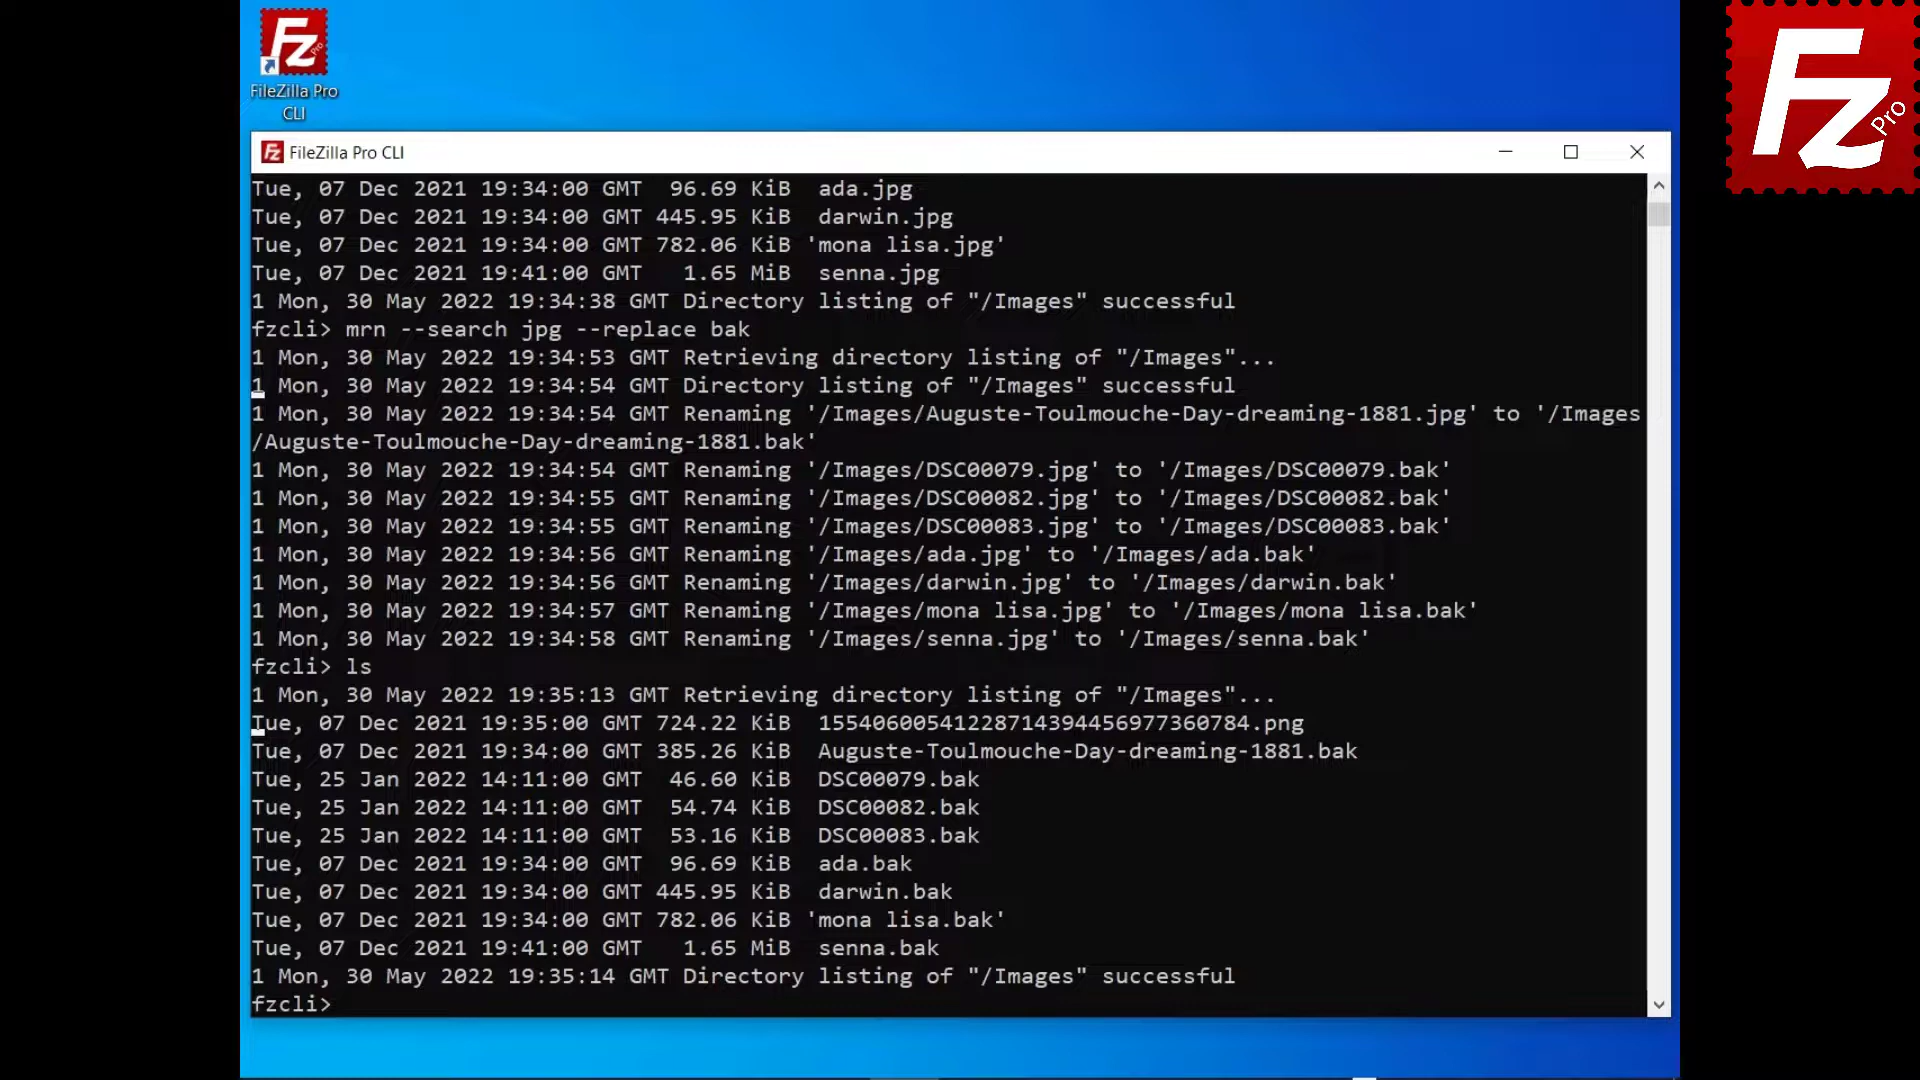 FileZilla Pro
CLI
Fz Pro
FileZilla Pro CLI
Tue, 07 Dec 2021 19:34:00 GMT  96.69 KiB  ada.jpg
Tue, 07 Dec 2021 19:34:00 GMT 445.95 KiB  darwin.jpg
Tue, 07 Dec 2021 19:34:00 GMT 782.06 KiB 'mona lisa.jpg'
Tue, 07 Dec 2021 19:41:00 GMT   1.65 MiB  senna.jpg
1 Mon, 30 May 2022 19:34:38 GMT Directory listing of "/Images" successful
fzcli> mrn --search jpg --replace bak
1 Mon, 30 May 2022 19:34:53 GMT Retrieving directory listing of "/Images"...
1 Mon, 30 May 2022 19:34:54 GMT Directory listing of "/Images" successful
1 Mon, 30 May 2022 19:34:54 GMT Renaming '/Images/Auguste-Toulmouche-Day-dreaming-1881.jpg' to '/Images
/Auguste-Toulmouche-Day-dreaming-1881.bak'
1 Mon, 30 May 2022 19:34:54 GMT Renaming '/Images/DSC00079.jpg' to '/Images/DSC00079.bak'
1 Mon, 30 May 2022 19:34:55 GMT Renaming '/Images/DSC00082.jpg' to '/Images/DSC00082.bak'
1 Mon, 30 May 2022 19:34:55 GMT Renaming '/Images/DSC00083.jpg' to '/Images/DSC00083.bak'
1 Mon, 30 May 2022 19:34:56 GMT Renaming '/Images/ada.jpg' to '/Images/ada.bak'
1 Mon, 30 May 2022 19:34:56 GMT Renaming '/Images/darwin.jpg' to '/Images/darwin.bak'
1 Mon, 30 May 2022 19:34:57 GMT Renaming '/Images/mona lisa.jpg' to '/Images/mona lisa.bak'
1 Mon, 30 May 2022 19:34:58 GMT Renaming '/Images/senna.jpg' to '/Images/senna.bak'
fzcli> ls
1 Mon, 30 May 2022 19:35:13 GMT Retrieving directory listing of "/Images"...
Tue, 07 Dec 2021 19:35:00 GMT 724.22 KiB  15540600541228714394456977360784.png
Tue, 07 Dec 2021 19:34:00 GMT 385.26 KiB  Auguste-Toulmouche-Day-dreaming-1881.bak
Tue, 25 Jan 2022 14:11:00 GMT  46.60 KiB  DSC00079.bak
Tue, 25 Jan 2022 14:11:00 GMT  54.74 KiB  DSC00082.bak
Tue, 25 Jan 2022 14:11:00 GMT  53.16 KiB  DSC00083.bak
Tue, 07 Dec 2021 19:34:00 GMT  96.69 KiB  ada.bak
Tue, 07 Dec 2021 19:34:00 GMT 445.95 KiB  darwin.bak
Tue, 07 Dec 2021 19:34:00 GMT 782.06 KiB 'mona lisa.bak'
Tue, 07 Dec 2021 19:41:00 GMT   1.65 MiB  senna.bak
1 Mon, 30 May 2022 19:35:14 GMT Directory listing of "/Images" successful
fzcli>